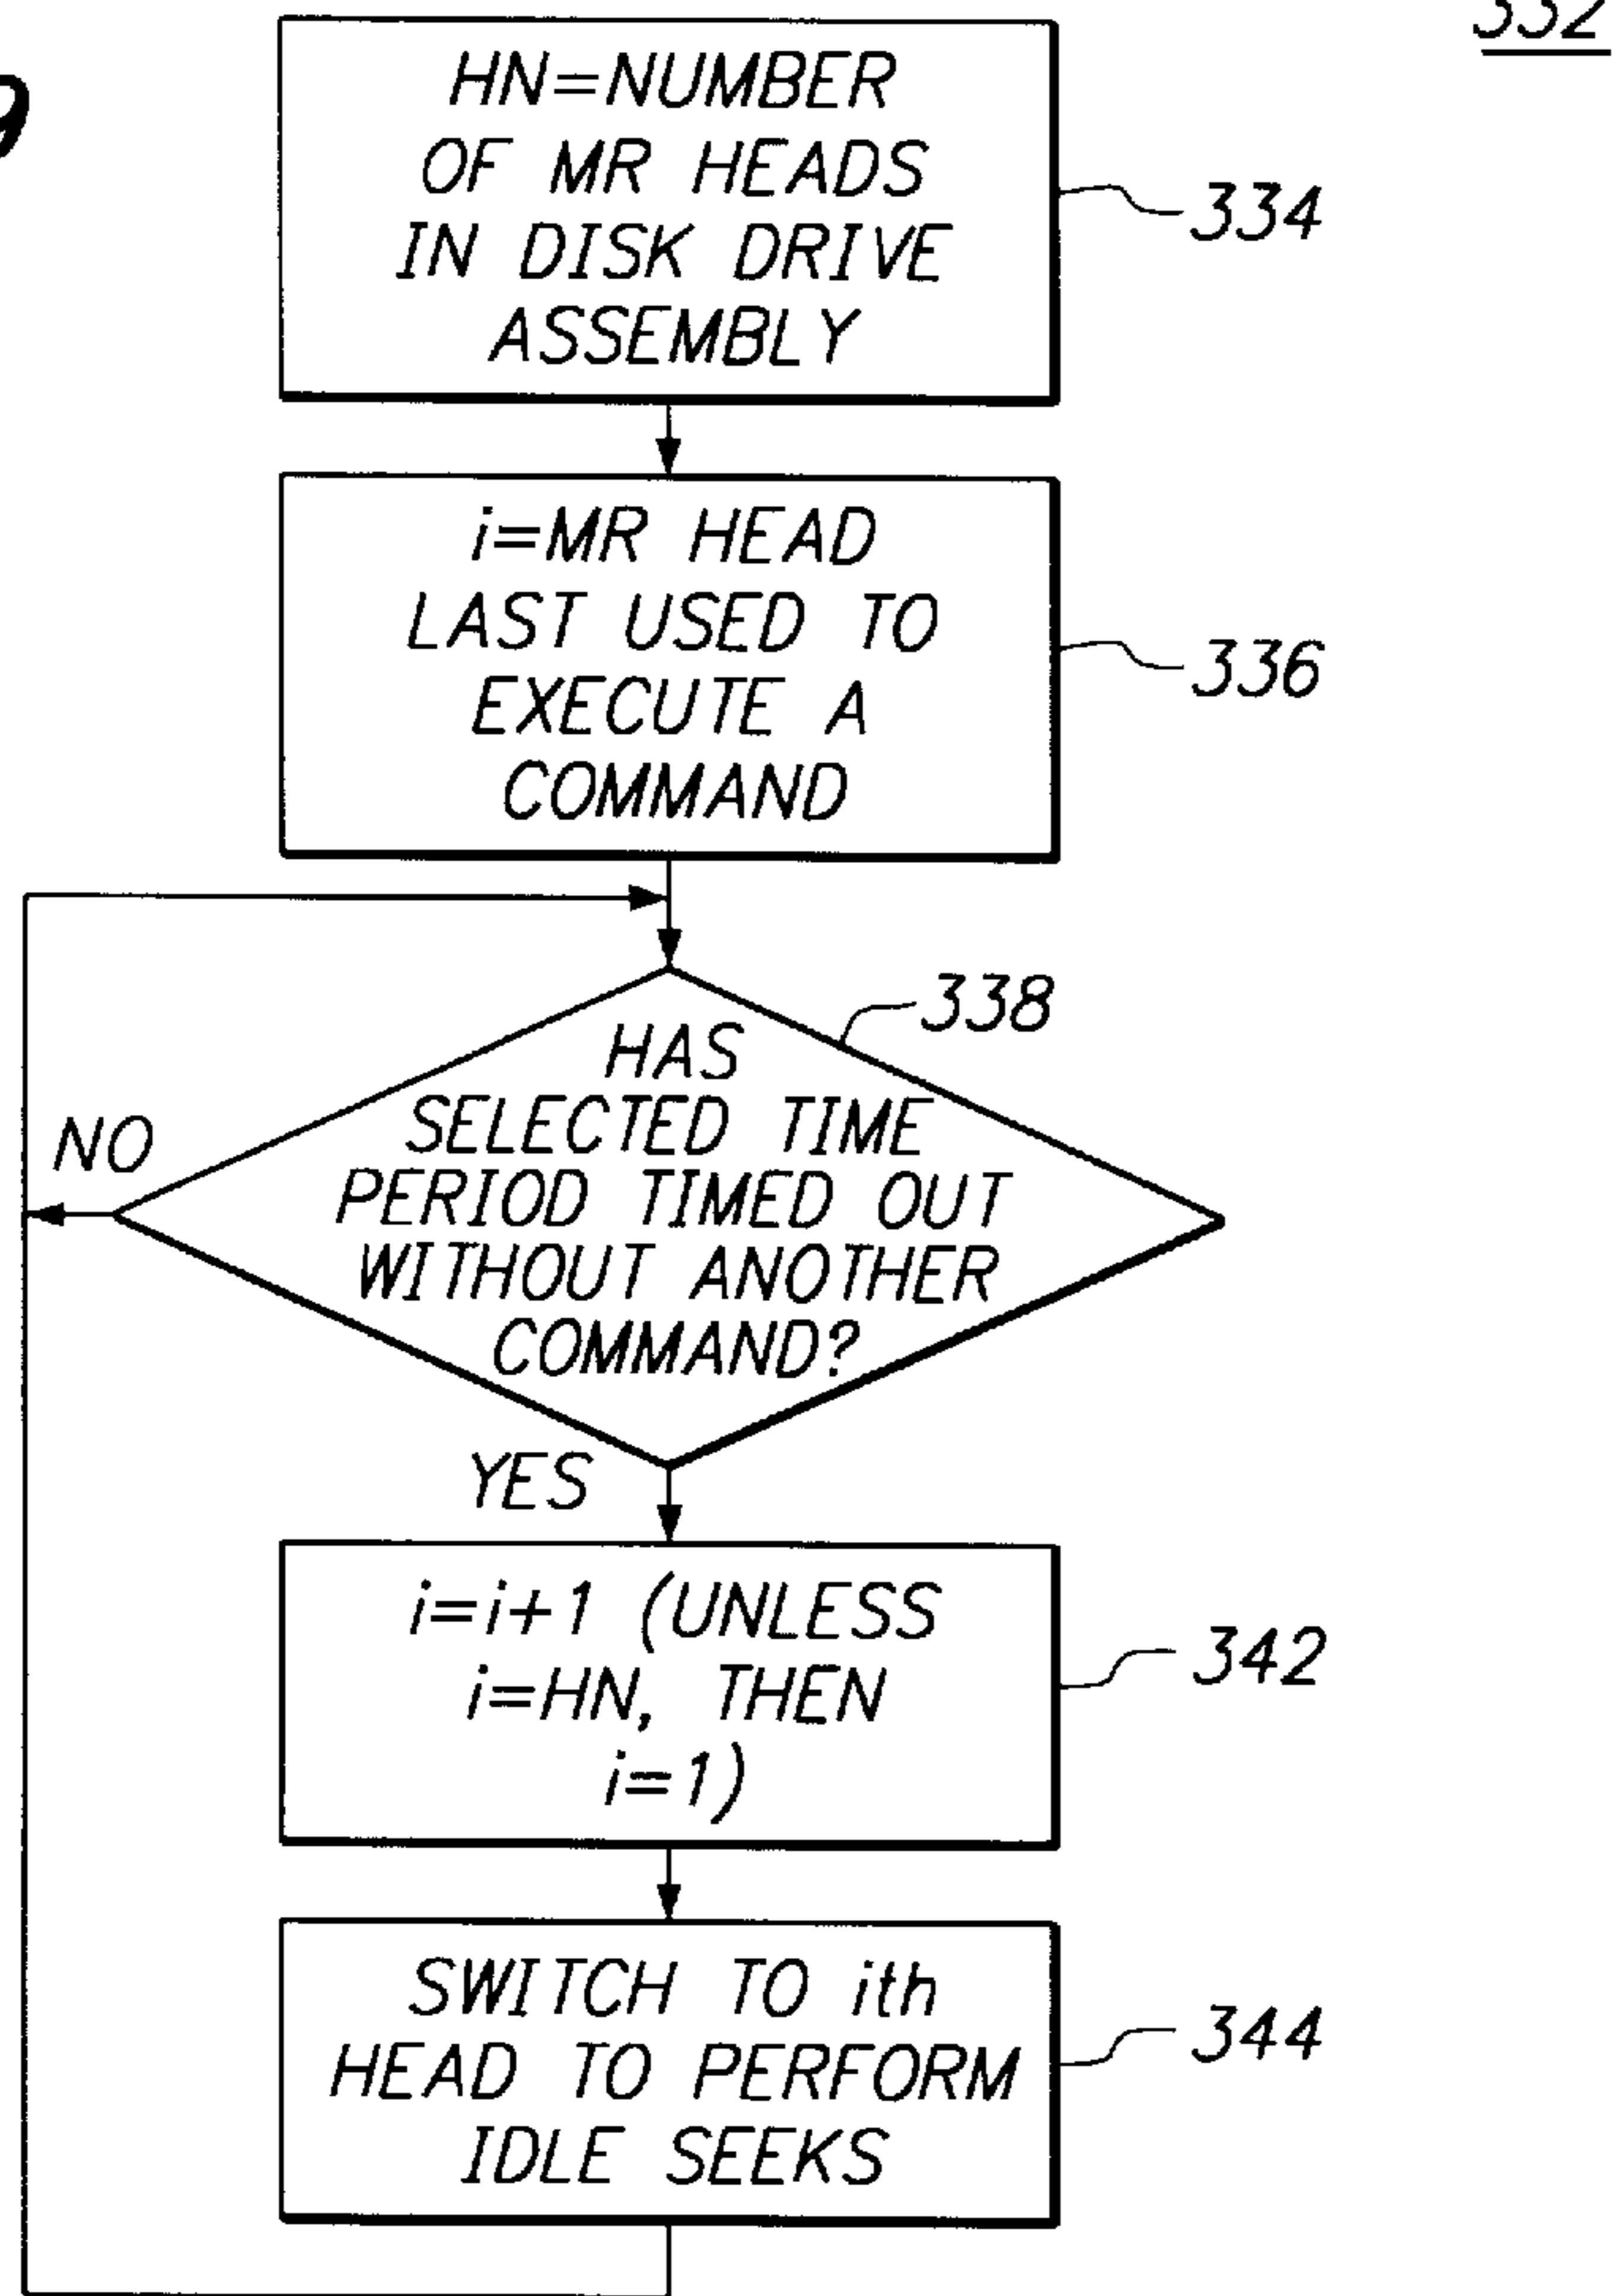 332
9
HN=NUMBER
OF MR HEADS
IN DISK DRIVE
ASSEMBLY
334
i=MR HEAD
LAST USED TO
EXECUTE A
COMMAND
336
338
HAS
SELECTED TIME
PERIOD TIMED OUT
WITHOUT ANOTHER
COMMAND?
NO
YES
i=i+1 (UNLESS
i=HN, THEN
i=1)
342
SWITCH TO ith
HEAD TO PERFORM
IDLE SEEKS
344